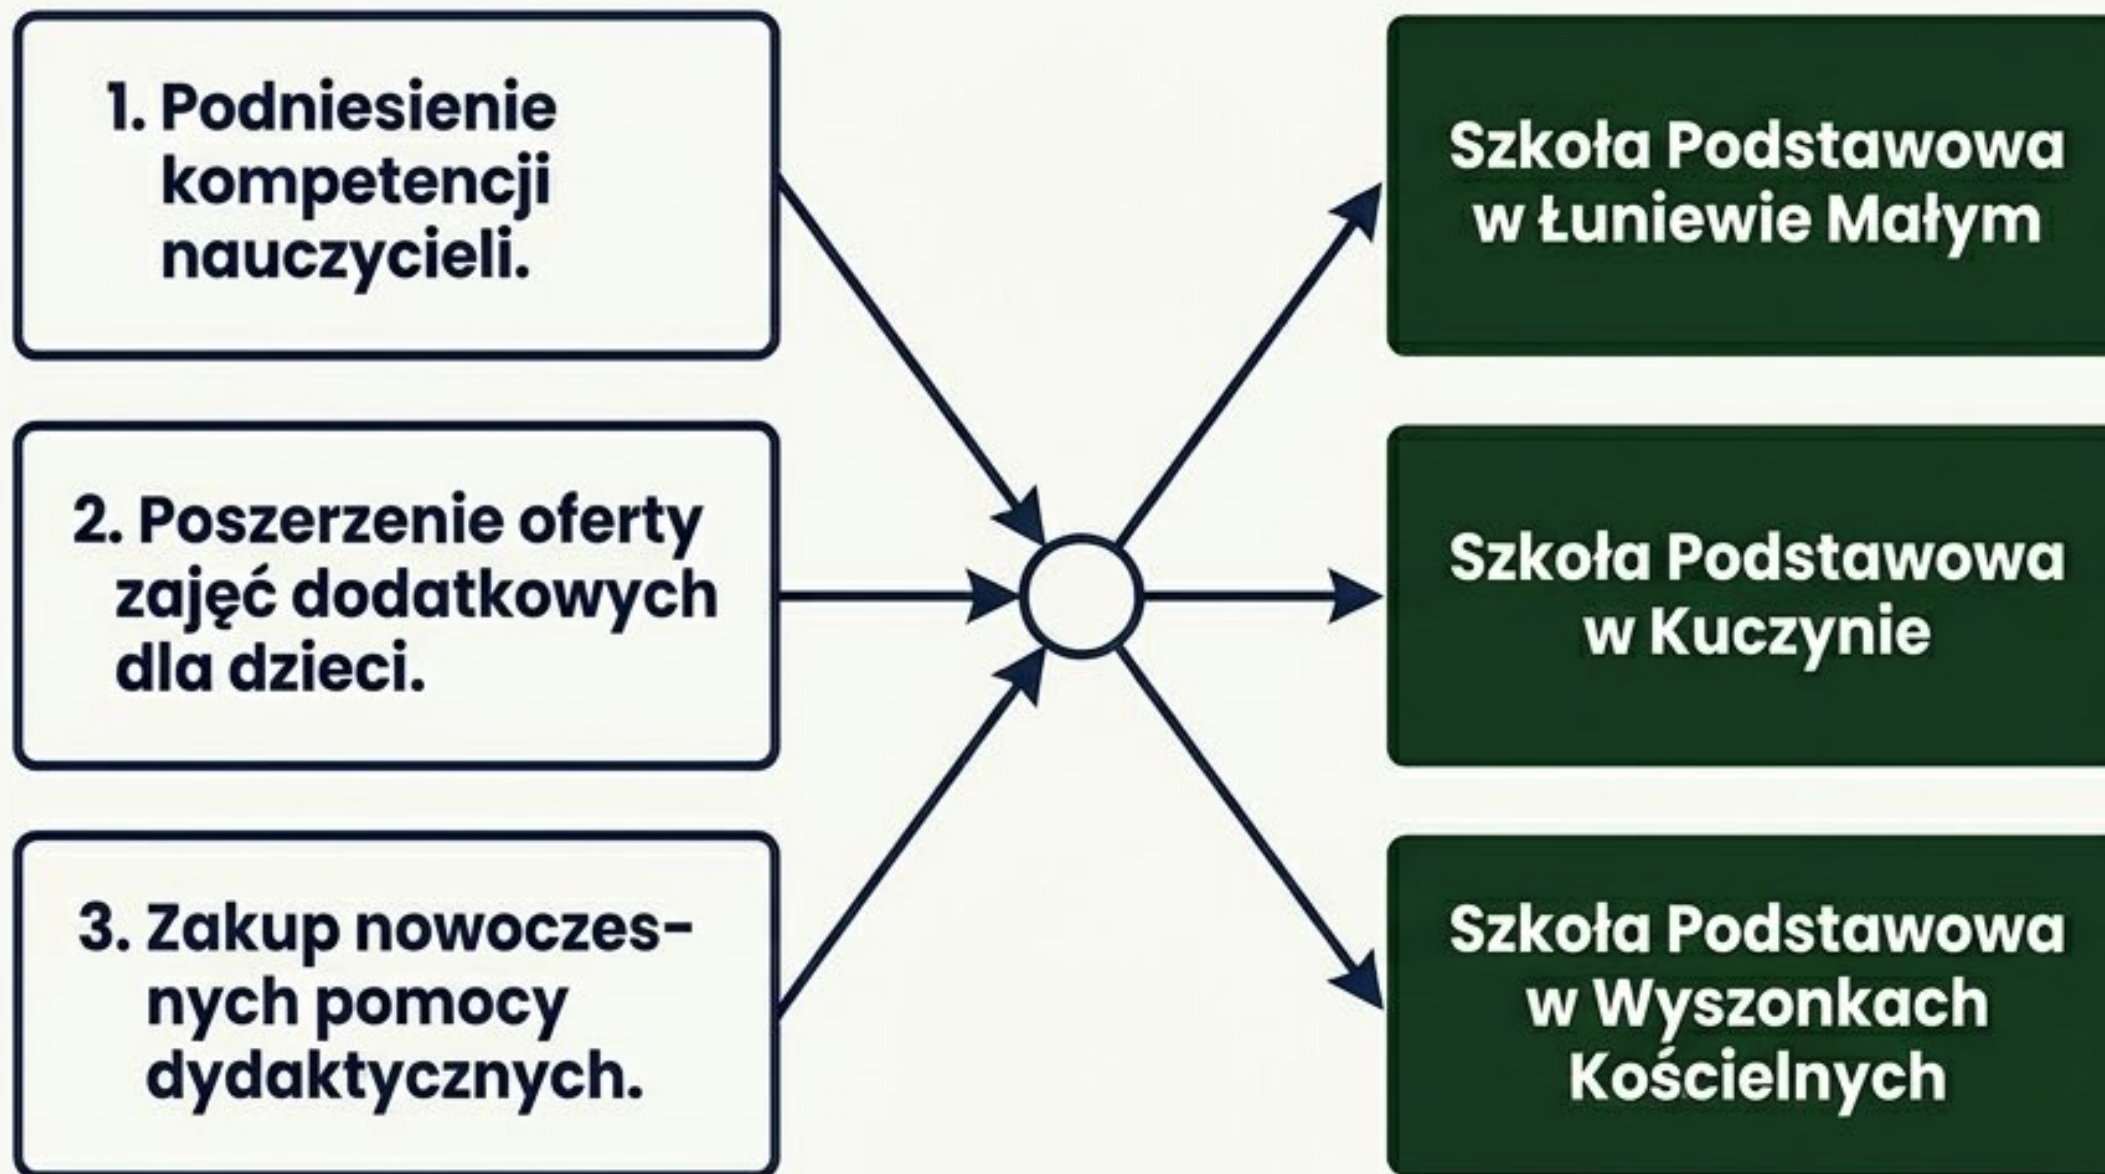 1. Podniesienie
kompetencji
nauczycieli.
2. Poszerzenie oferty
zajęć dodatkowych
dla dzieci.
3. Zakup nowoczes-
nych pomocy
dydaktycznych.
Szkoła Podstawowa
w Łuniewie Małym
Szkoła Podstawowa
w Kuczynie
Szkoła Podstawowa
w Wyszonkach
Kościelnych